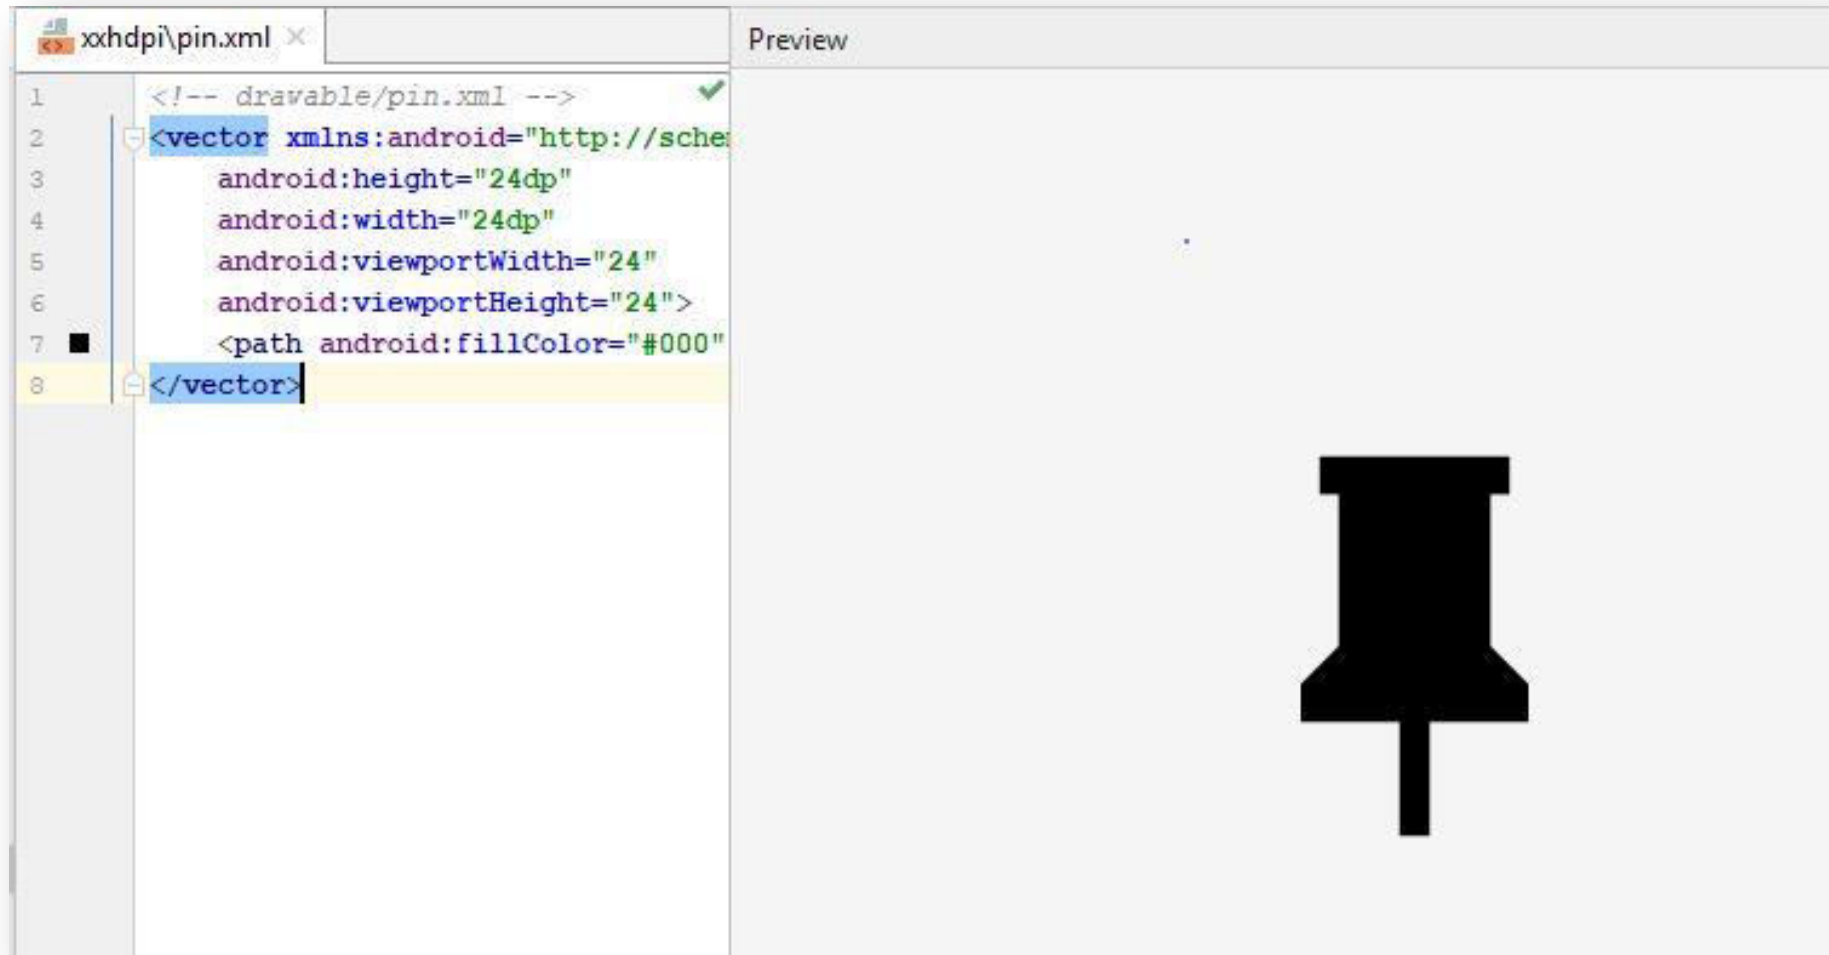 xxhdpi\pin.xml
Preview
1 <!-- dravable/pin.xml -->
2 <vector xmlns:android="http://sche
3 android:height="24dp"
4 android:width="24dp"
5 android:viewportWidth="24"
6 android:viewportHeight="24">
7 <path android:fillColor="#000"
8 </vector>